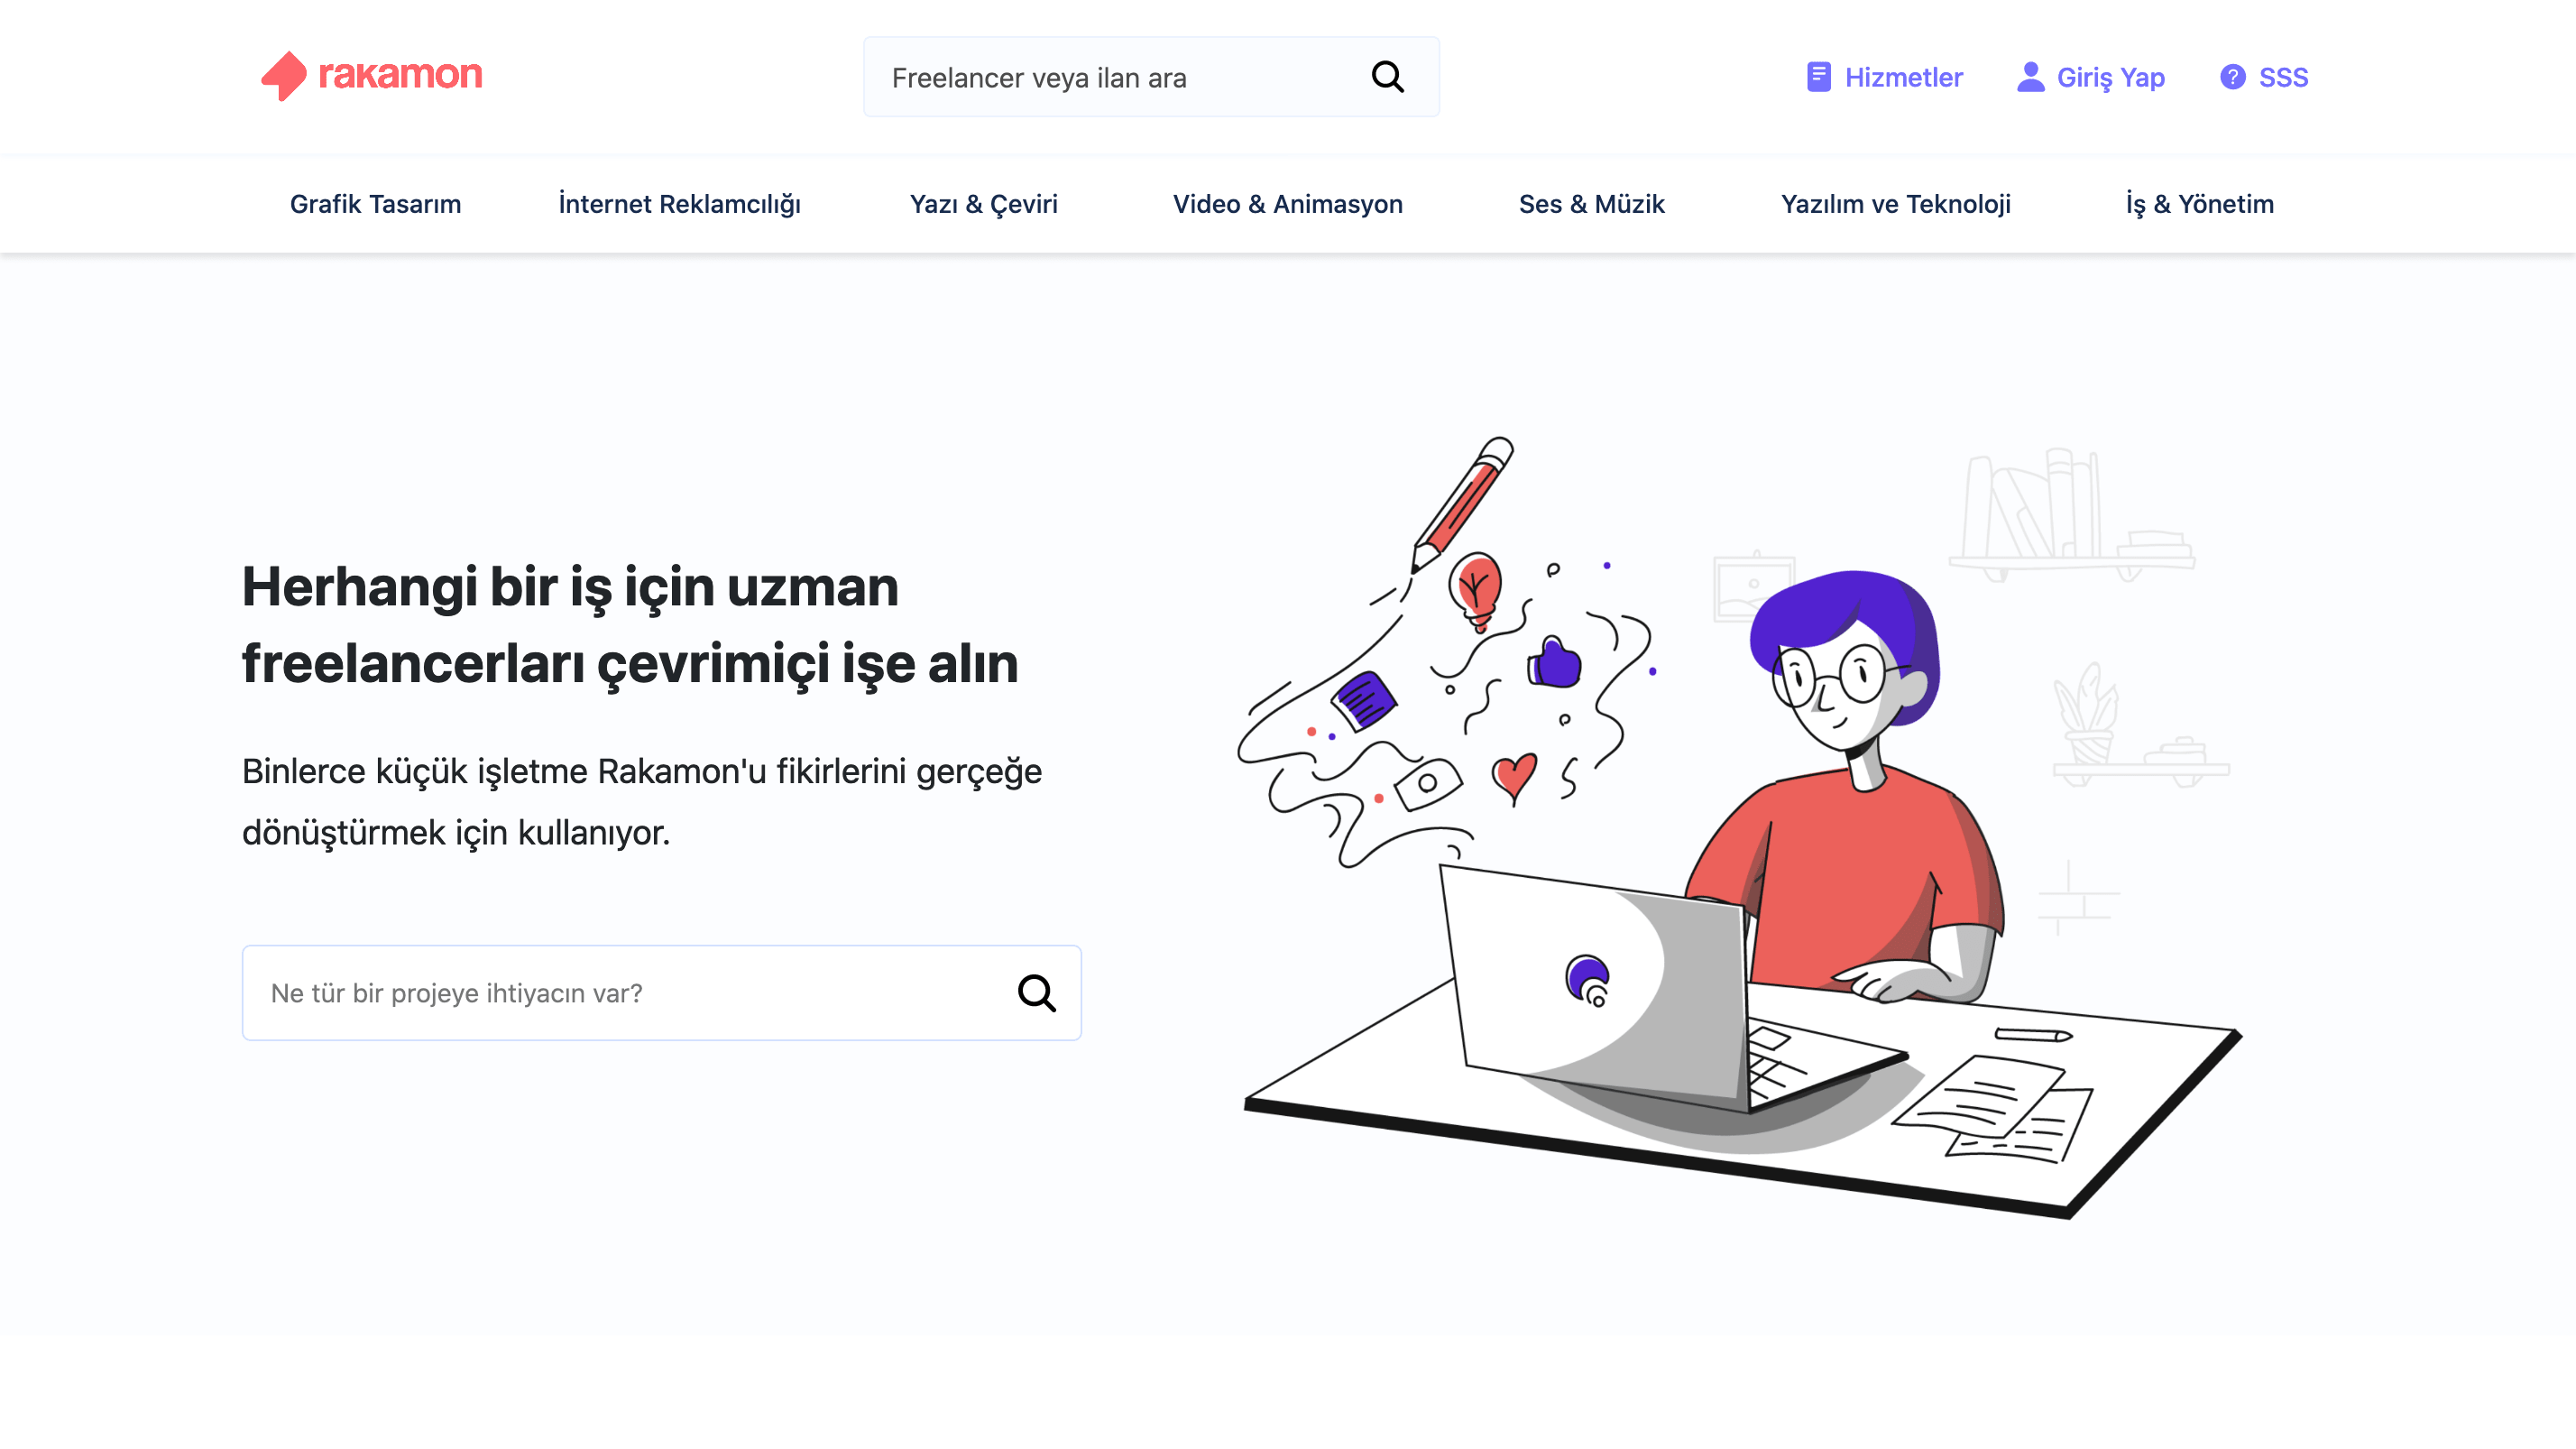 rakamon
Freelancer veya ilan ara
Hizmetler
Giriş Yap
SSS
Grafik Tasarım
İnternet Reklamcılığı
Yazı & Çeviri
Video & Animasyon
Ses & Müzik
Yazılım ve Teknoloji
İş & Yönetim
Herhangi bir iş için uzman
freelancerları çevrimiçi işe alın
Binlerce küçük işletme Rakamon'u fikirlerini gerçeğe
dönüştürmek için kullanıyor.
Ne tür bir projeye ihtiyacın var?